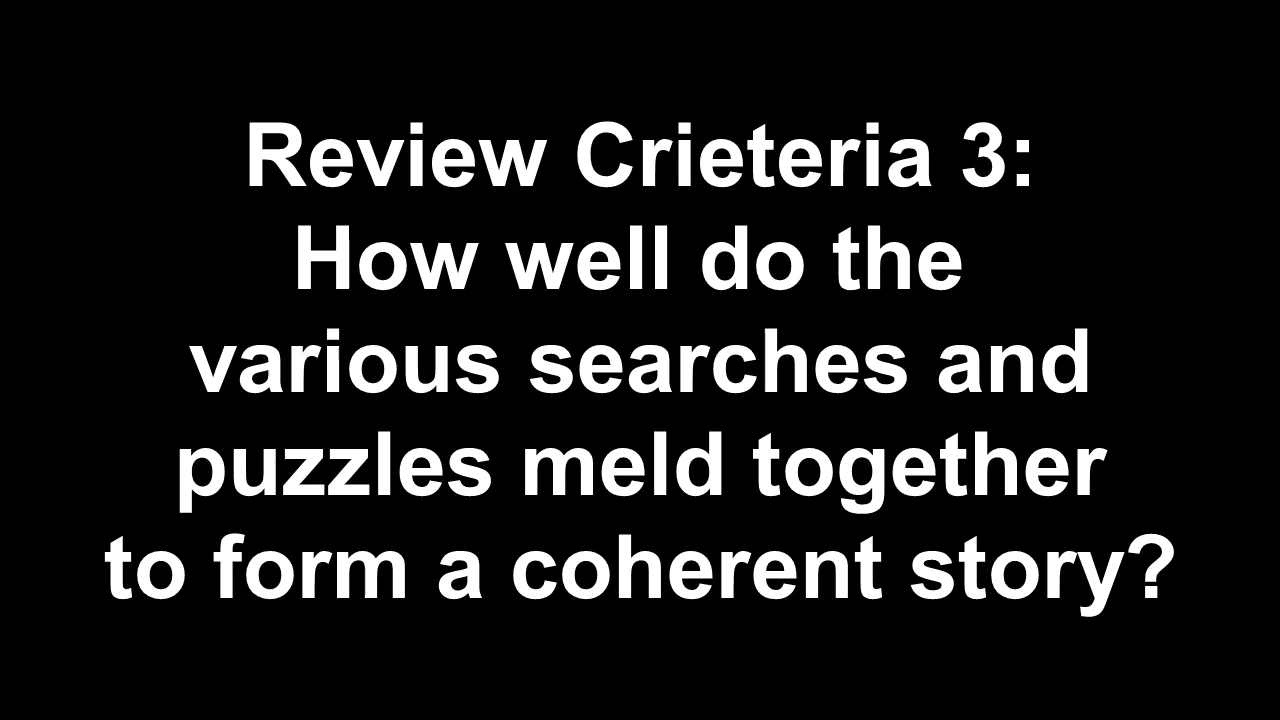 Review Crieteria 3:
How well do the
various searches and
puzzles meld together
to form a coherent story?